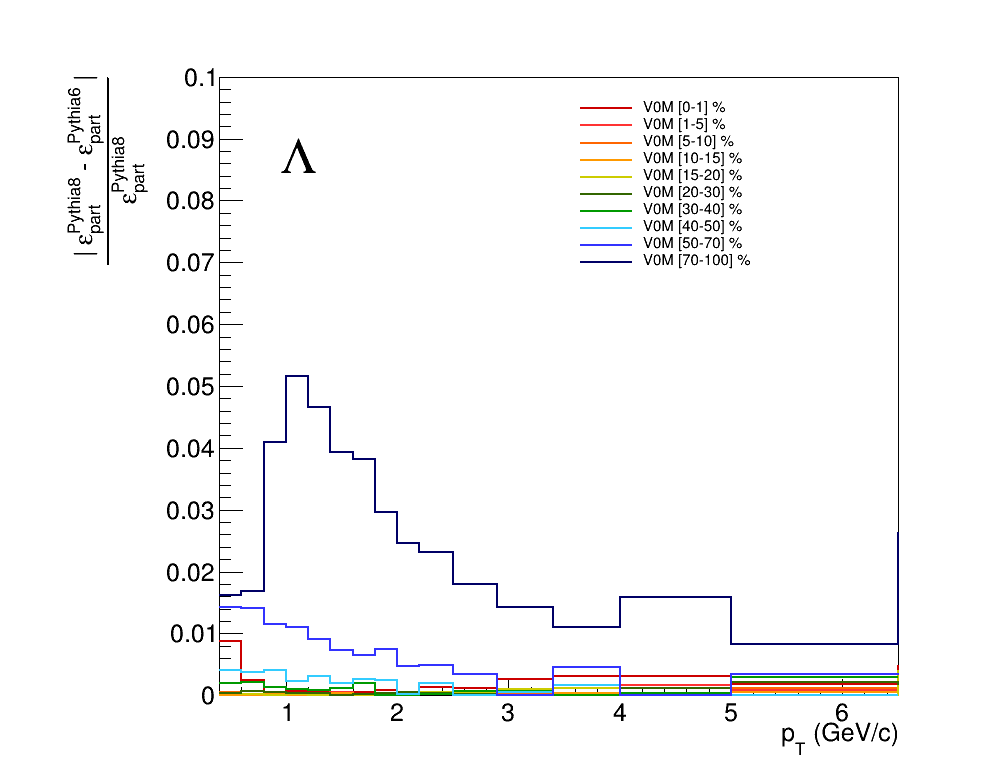 | ε_part^Pythia8 - ε_part^Pythia6 |
ε_part^Pythia8
0.1
0.09
0.08
0.07
0.06
0.05
0.04
0.03
0.02
0.01
0
Λ
V0M [0-1] %
V0M [1-5] %
V0M [5-10] %
V0M [10-15] %
V0M [15-20] %
V0M [20-30] %
V0M [30-40] %
V0M [40-50] %
V0M [50-70] %
V0M [70-100] %
1 2 3 4 5 6
p_T (GeV/c)